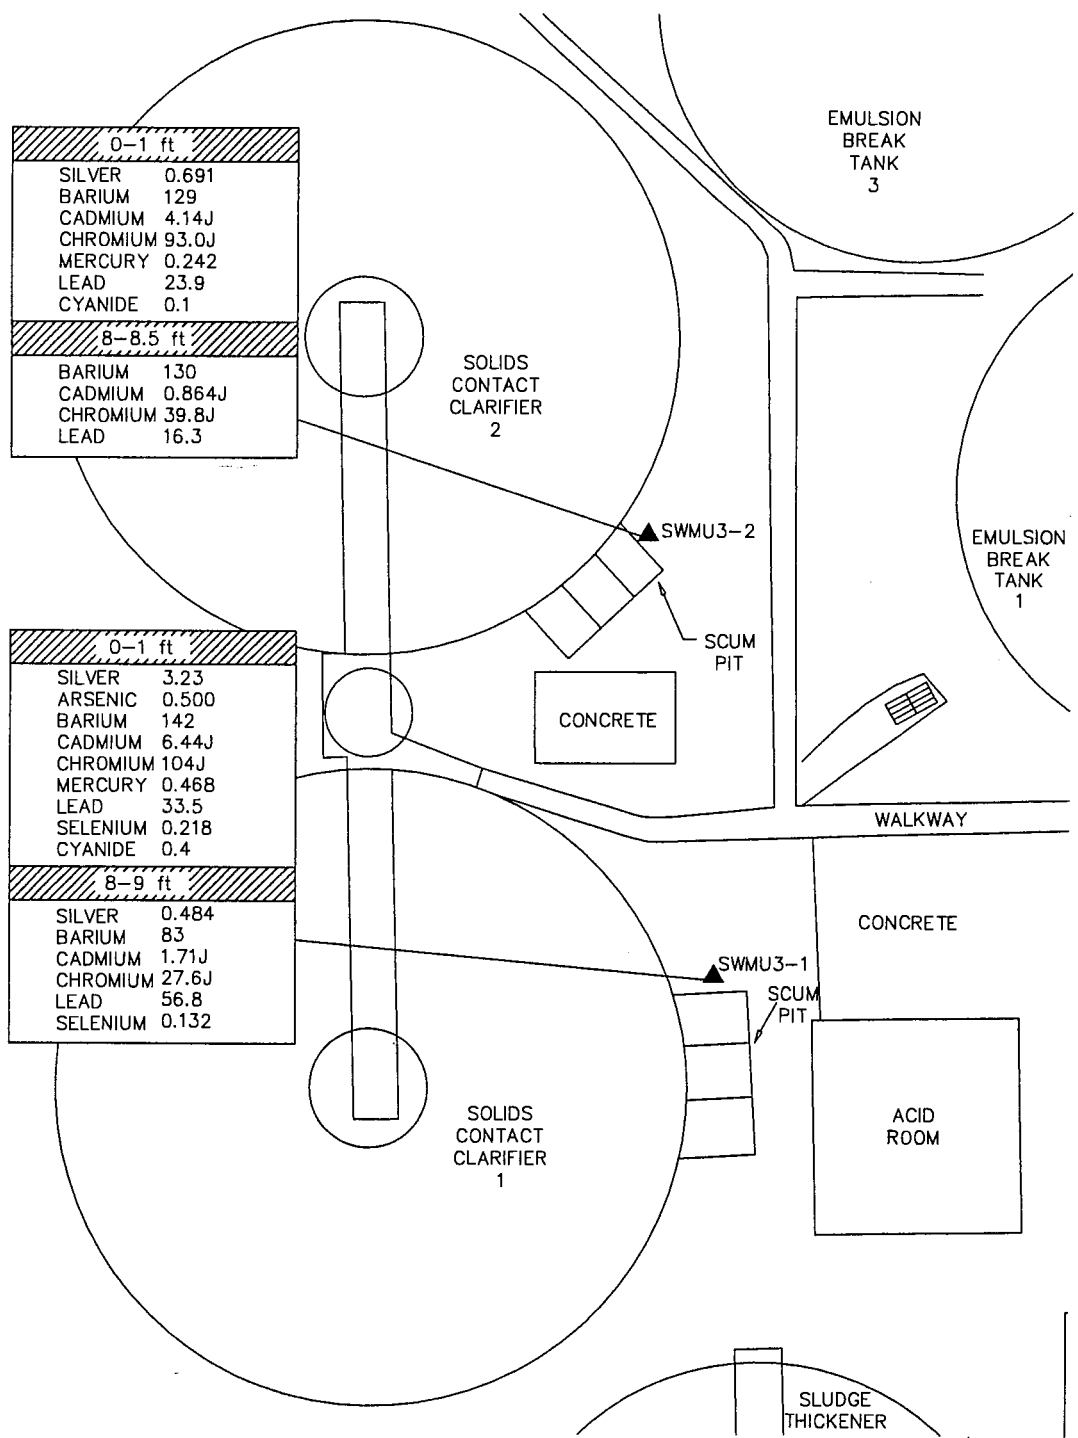 EMULSION
BREAK
TANK
3
0-1 ft
SILVER 0.691
BARIUM 129
CADMIUM 4.14J
CHROMIUM 93.0J
MERCURY 0.242
LEAD 23.9
CYANIDE 0.1
8-8.5 ft
BARIUM 130
CADMIUM 0.864J
CHROMIUM 39.8J
LEAD 16.3
SOLIDS
CONTACT
CLARIFIER
2
SWMU3-2
EMULSION
BREAK
TANK
1
SCUM
PIT
CONCRETE
0-1 ft
SILVER 3.23
ARSENIC 0.500
BARIUM 142
CADMIUM 6.44J
CHROMIUM 104J
MERCURY 0.468
LEAD 33.5
SELENIUM 0.218
CYANIDE 0.4
8-9 ft
SILVER 0.484
BARIUM 83
CADMIUM 1.71J
CHROMIUM 27.6J
LEAD 56.8
SELENIUM 0.132
WALKWAY
CONCRETE
SWMU3-1
SCUM
PIT
SOLIDS
CONTACT
CLARIFIER
1
ACID
ROOM
SLUDGE
THICKENER